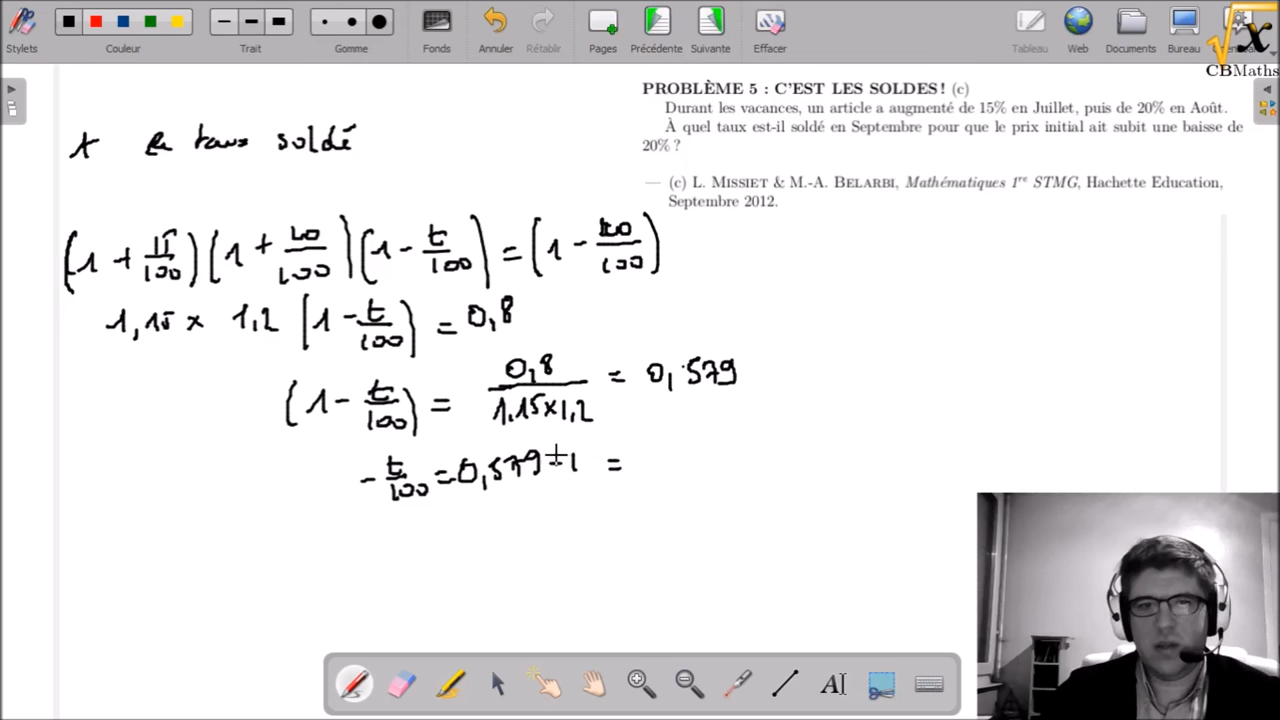 Stylets
Couleur
Trait
Gomme
Fonds
Annuler
Rétablir
Pages
Précédente
Suivante
Effacer
Tableau
Web
Documents
Bureau
√x
CBMaths
PROBLÈME 5 : C'EST LES SOLDES! (c)
Durant les vacances, un article a augmenté de 15% en Juillet, puis de 20% en Août.
À quel taux est-il soldé en Septembre pour que le prix initial ait subit une baisse de
20% ?
— (c) L. MISSIET & M.-A. BELARBI, Mathématiques 1re STMG, Hachette Education,
Septembre 2012.
t le taux soldé
(1 + 15/100)(1 + 20/100)(1 - t/100) = (1 - 20/100)
1,15 × 1,2 (1 - t/100) = 0,8
(1 - t/100) = 0,8/1,15×1,2 = 0,579
- t/100 = 0,579 - 1 =
AI